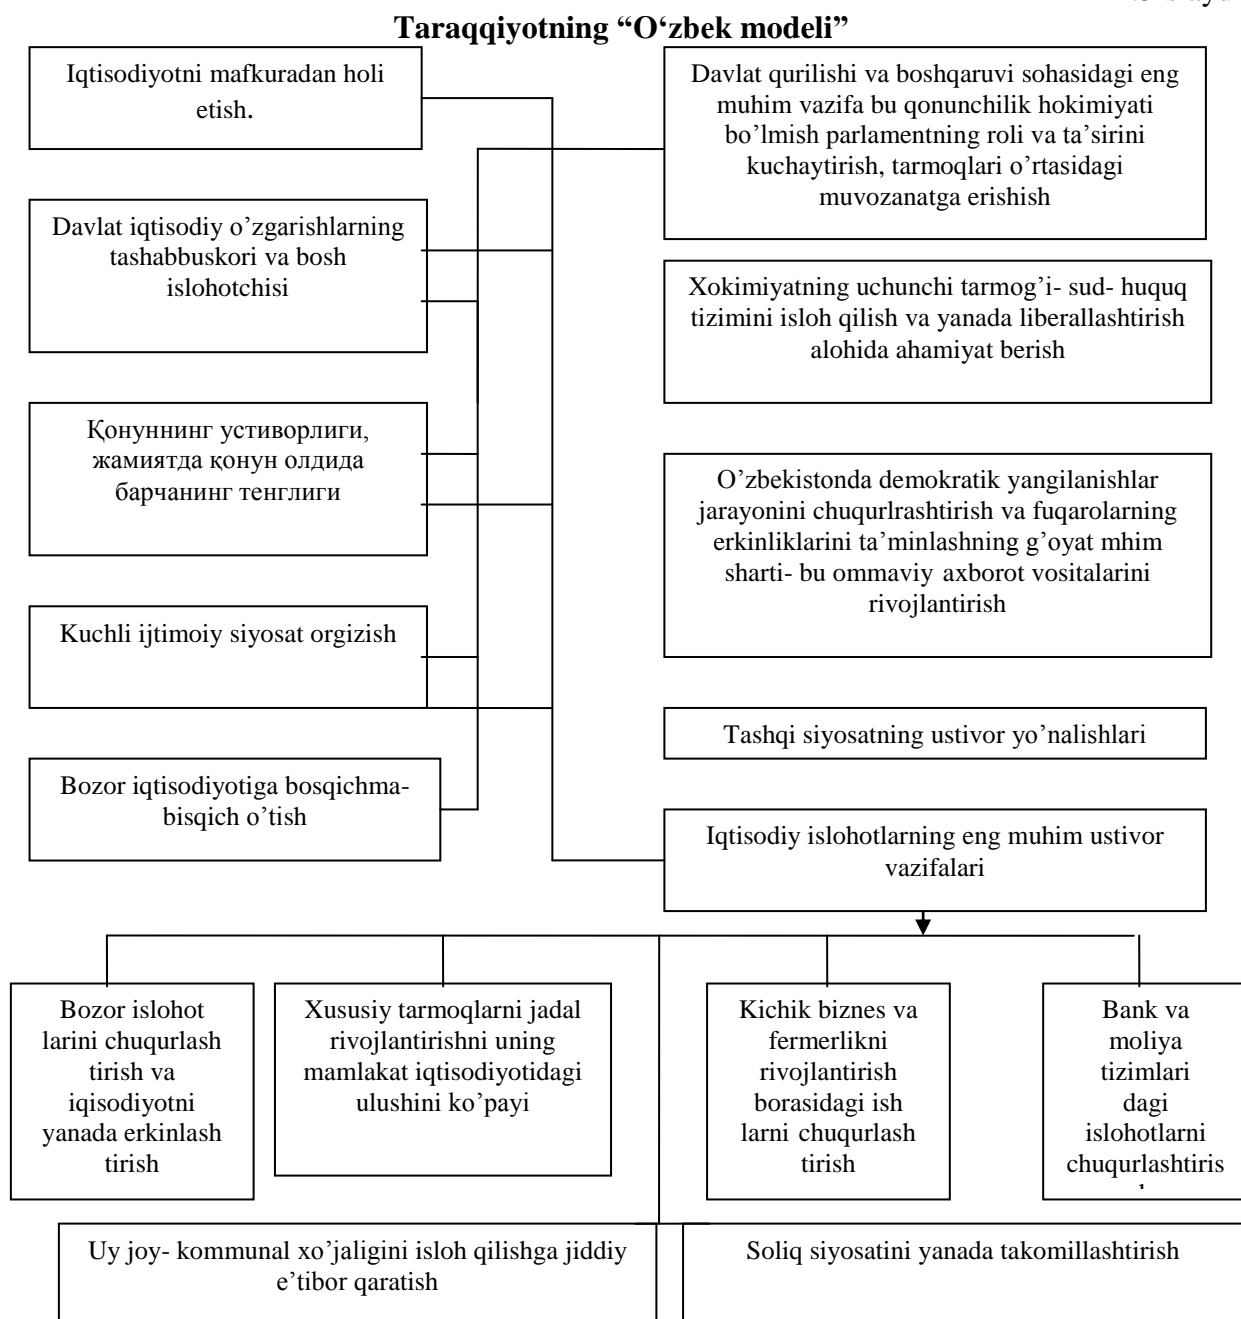 Taraqqiyotning “O‘zbek modeli”
Iqtisodiyotni mafkuradan holi
etish.
Davlat iqtisodiy o’zgarishlarning
tashabbuskori va bosh
islohotchisi
Қонуннинг устиворлиги,
жамиятда қонун олдида
барчанинг тенглиги
Kuchli ijtimoiy siyosat orgizish
Bozor iqtisodiyotiga bosqichma-
bisqich o’tish
Davlat qurilishi va boshqaruvi sohasidagi eng
muhim vazifa bu qonunchilik hokimiyati
bo’lmish parlamentning roli va ta’sirini
kuchaytirish, tarmoqlari o’rtasidagi
muvozanatga erishish
Xokimiyatning uchunchi tarmog’i- sud- huquq
tizimini isloh qilish va yanada liberallashtirish
alohida ahamiyat berish
O’zbekistonda demokratik yangilanishlar
jarayonini chuqurlrashtirish va fuqarolarning
erkinliklarini ta’minlashning g’oyat mhim
sharti- bu ommaviy axborot vositalarini
rivojlantirish
Tashqi siyosatning ustivor yo’nalishlari
Iqtisodiy islohotlarning eng muhim ustivor
vazifalari
Bozor islohot
larini chuqurlash
tirish va
iqisodiyotni
yanada erkinlash
tirish
Xususiy tarmoqlarni jadal
rivojlantirishni uning
mamlakat iqtisodiyotidagi
ulushini ko’payi
Kichik biznes va
fermerlikni
rivojlantirish
borasidagi ish
larni chuqurlash
tirish
Bank va
moliya
tizimlari
dagi
islohotlarni
chuqurlashtiris
Uy joy- kommunal xo’jaligini isloh qilishga jiddiy
e’tibor qaratish
Soliq siyosatini yanada takomillashtirish